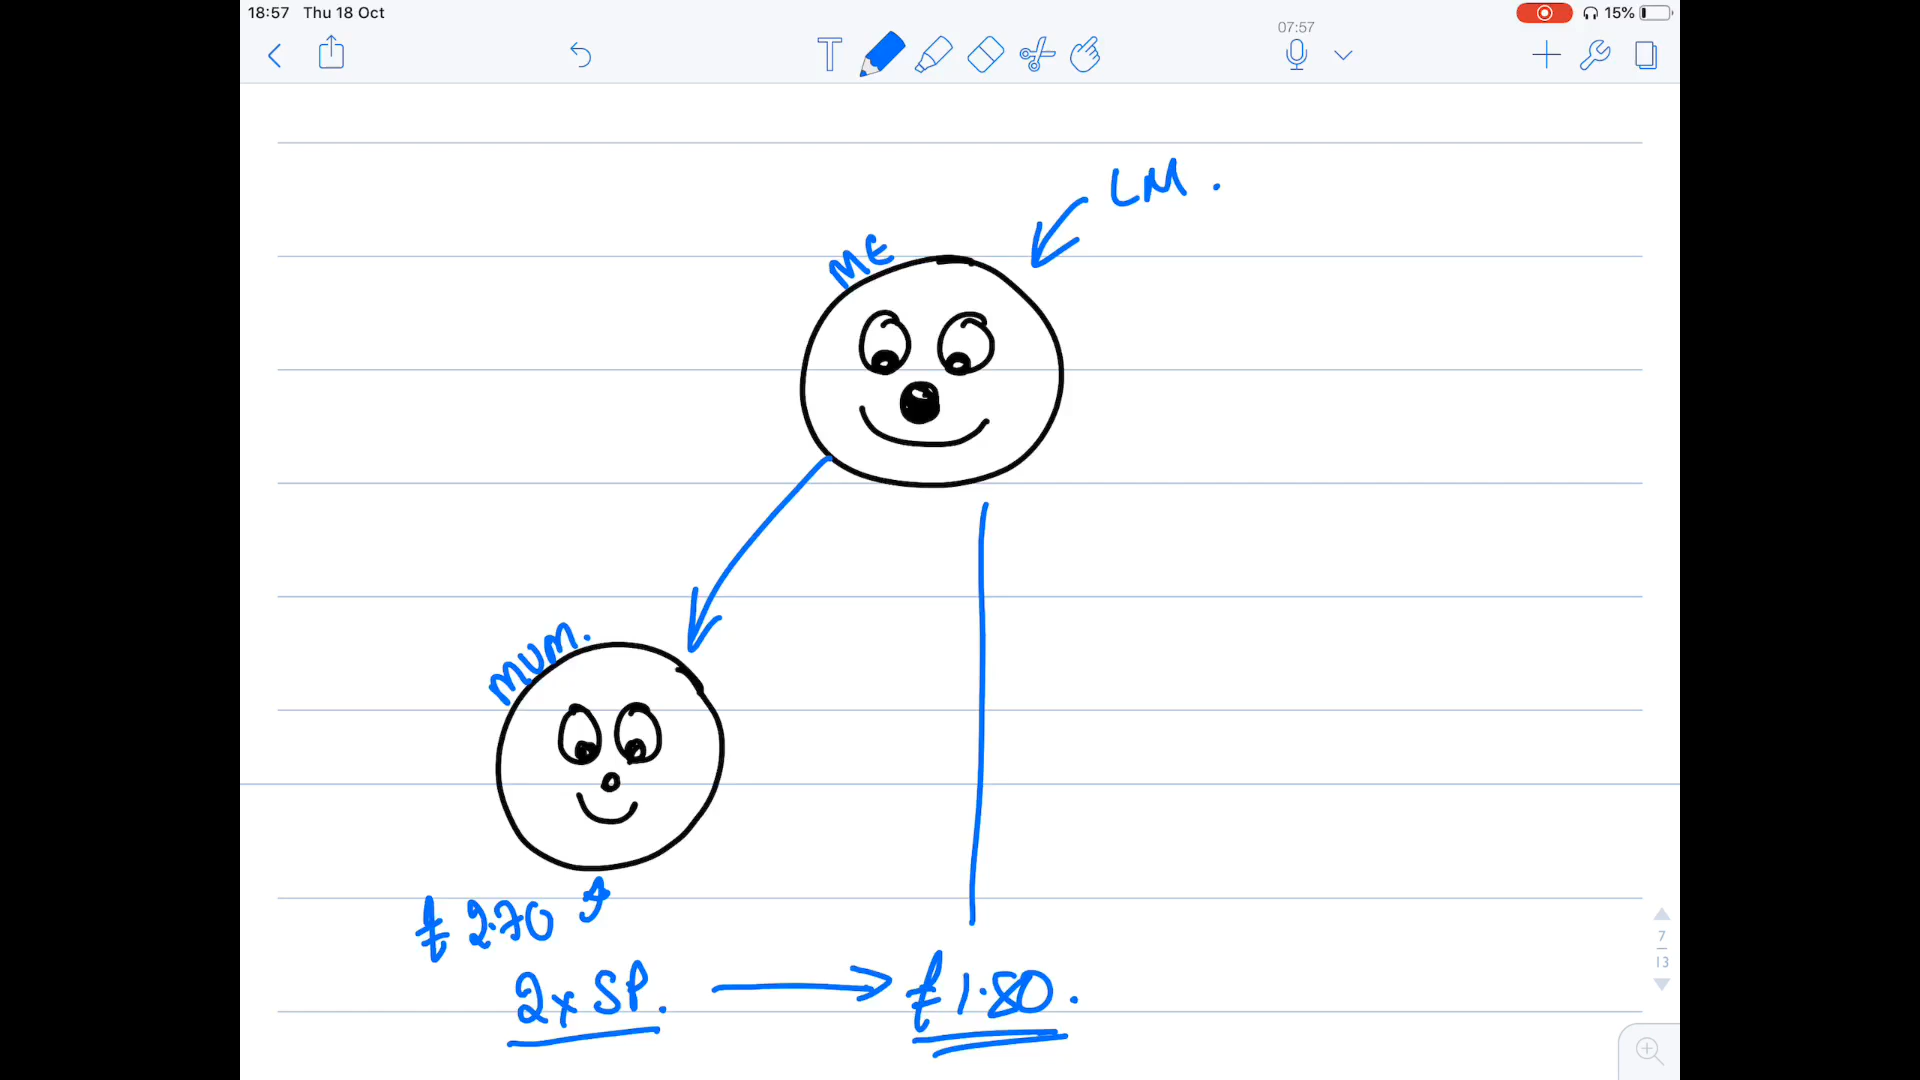 18:57 Thu 18 Oct
15%
07:57
T
LM.
ME
MUM.
£2.70
2x SP. £1.80.
7
13